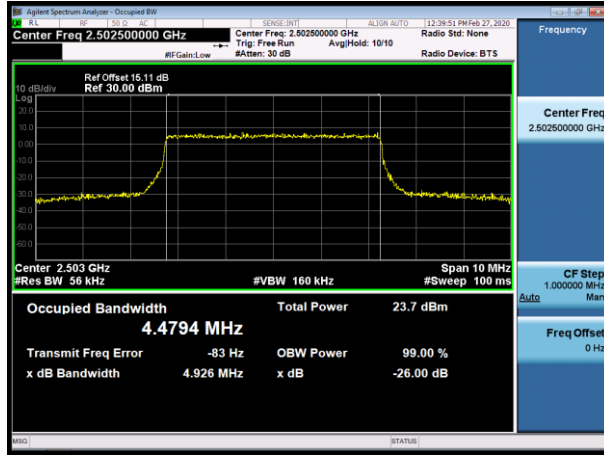 Agilent Spectrum Analyzer - Occupied BW
RL RF 50 Ω AC SENSE:INT ALIGN AUTO 12:39:51 PM Feb 27, 2020
Center Freq 2.502500000 GHz
Center Freq: 2.502500000 GHz
Radio Std: None
Frequency
Trig: Free Run Avg|Hold: 10/10
#IFGain:Low #Atten: 30 dB Radio Device: BTS
Ref Offset 15.11 dB
10 dB/div Ref 30.00 dBm
Log
20.0
10.0
0.00
-10.0
-20.0
-30.0
-40.0
-50.0
-60.0
Center Freq
2.502500000 GHz
Center 2.503 GHz Span 10 MHz
#Res BW 56 kHz #VBW 160 kHz #Sweep 100 ms
CF Step
1.000000 MHz
Auto Man
Occupied Bandwidth Total Power 23.7 dBm
4.4794 MHz
Freq Offset
0 Hz
Transmit Freq Error -83 Hz OBW Power 99.00 %
x dB Bandwidth 4.926 MHz x dB -26.00 dB
MSG STATUS